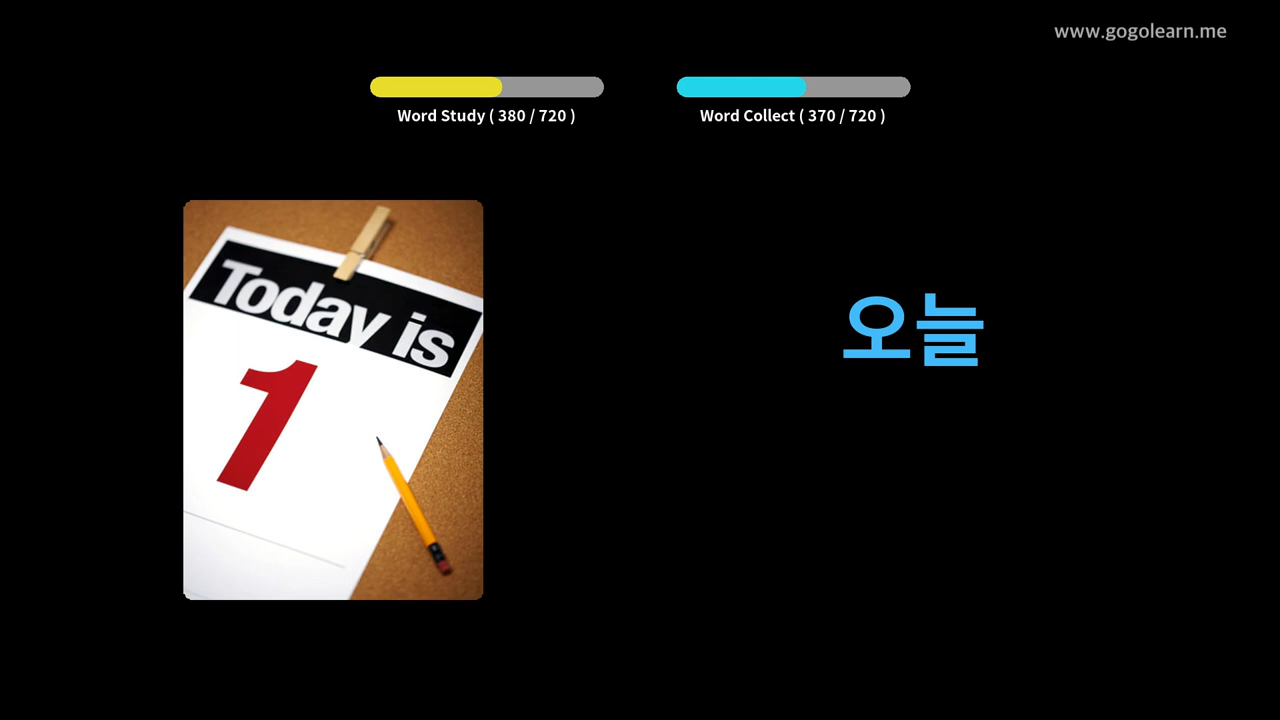 www.gogolearn.me
Word Study ( 380 / 720 )
Word Collect ( 370 / 720 )
Today is
1
오늘